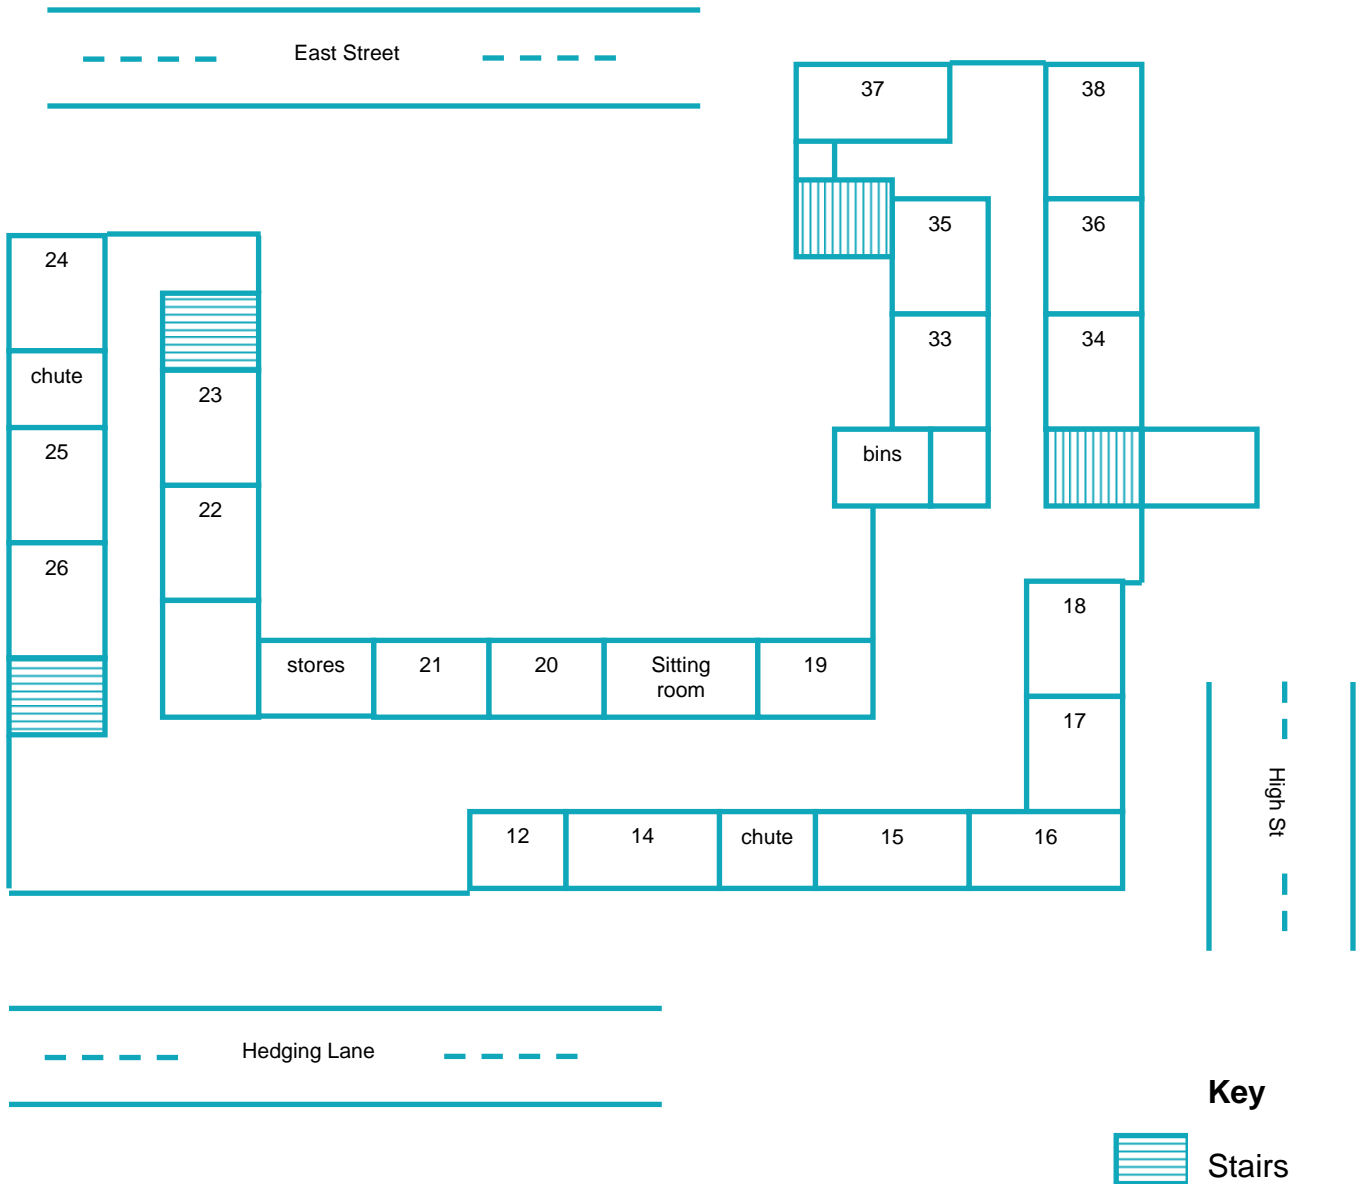 East Street
37
38
35
36
24
33
34
chute
23
25
bins
22
26
18
stores
21
20
Sitting
room
19
17
High St
12
14
chute
15
16
Hedging Lane
Key
Stairs